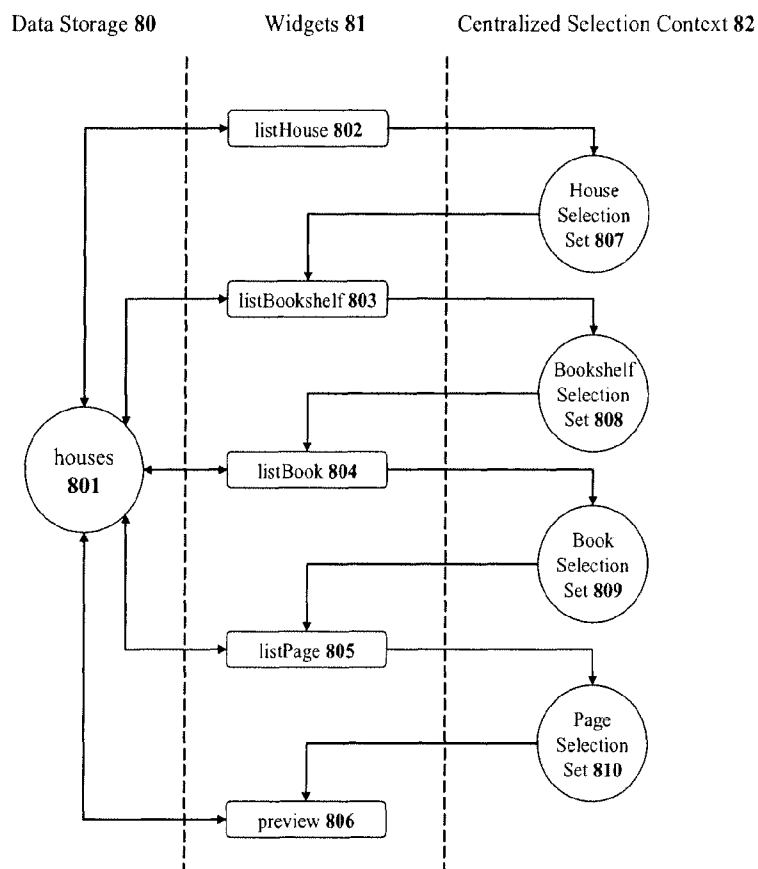 Data Storage 80
Widgets 81
Centralized Selection Context 82
listHouse 802
House
Selection
Set 807
listBookshelf 803
Bookshelf
Selection
Set 808
houses
801
listBook 804
Book
Selection
Set 809
listPage 805
Page
Selection
Set 810
preview 806